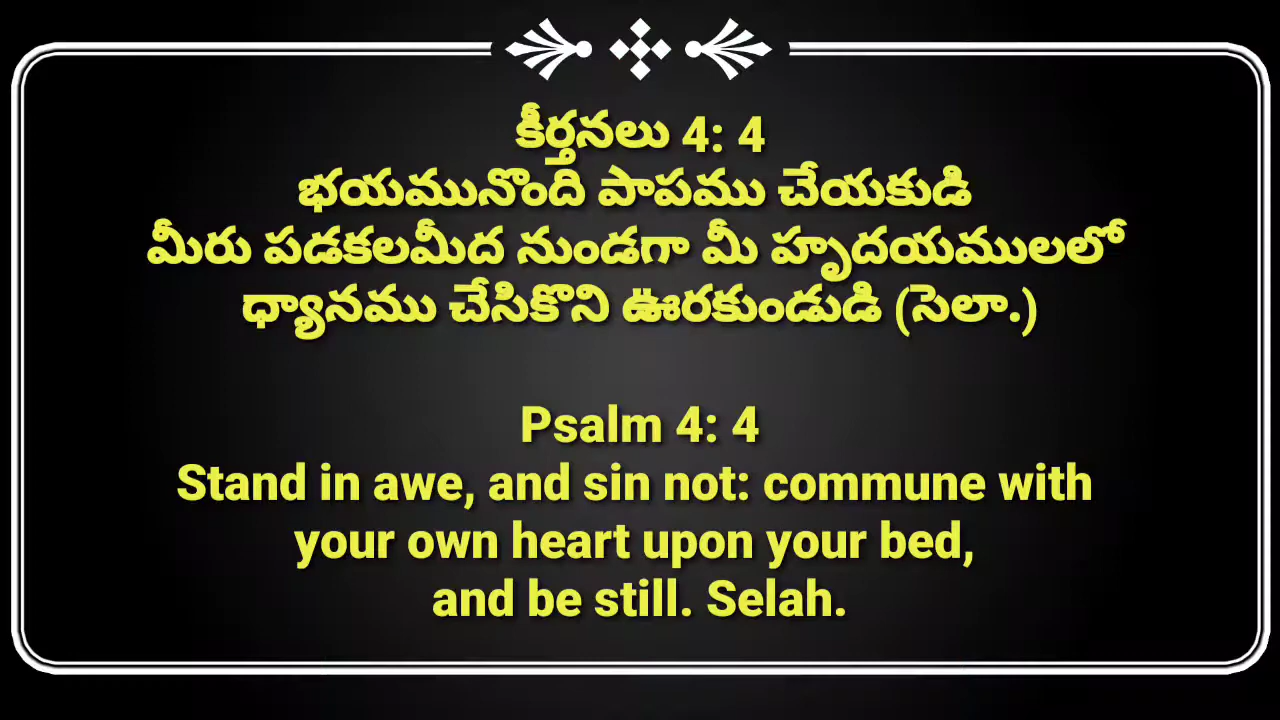 కీర్తనలు 4: 4
భయమునొంది పాపము చేయకుడి
మీరు పడకలమీద నుండగా మీ హృదయములలో
ధ్యానము చేసికొని ఊరకుండుడి (సెలా.)
Psalm 4: 4
Stand in awe, and sin not: commune with
your own heart upon your bed,
and be still. Selah.